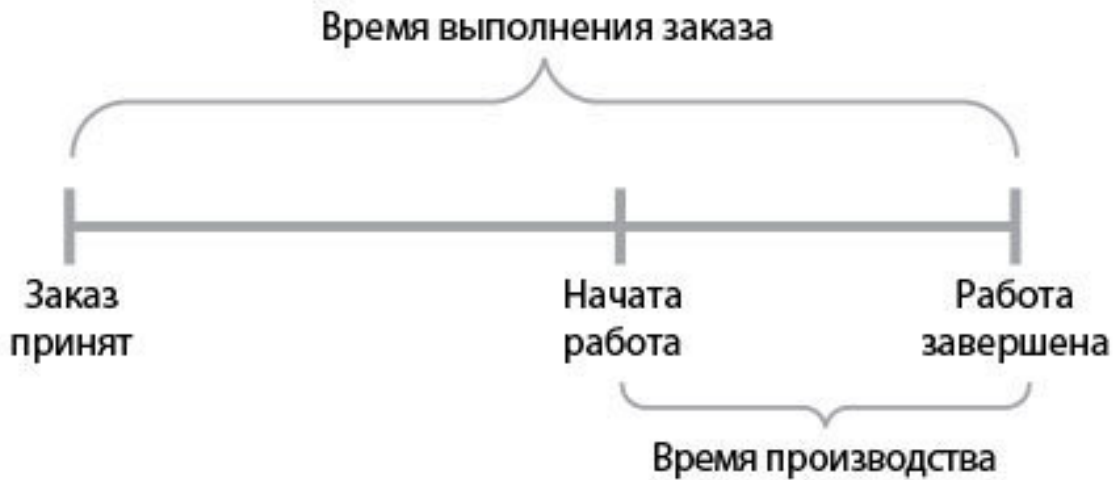 Время выполнения заказа
Заказ
принят
Начата
работа
Работа
завершена
Время производства